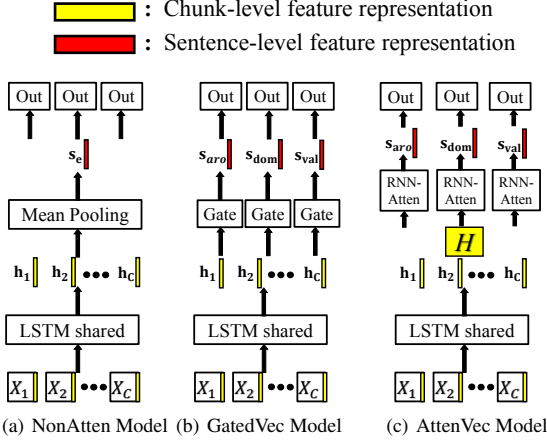 : Chunk-level feature representation
: Sentence-level feature representation
Out Out Out
s_e
Mean Pooling
h_1 h_2 ••• h_C
LSTM shared
X_1 X_2 ••• X_C
(a) NonAtten Model
Out Out Out
s_aro s_dom s_val
Gate Gate Gate
h_1 h_2 ••• h_C
LSTM shared
X_1 X_2 ••• X_C
(b) GatedVec Model
Out Out Out
s_aro s_dom s_val
RNN-Atten RNN-Atten RNN-Atten
H
h_1 h_2 ••• h_C
LSTM shared
X_1 X_2 ••• X_C
(c) AttenVec Model